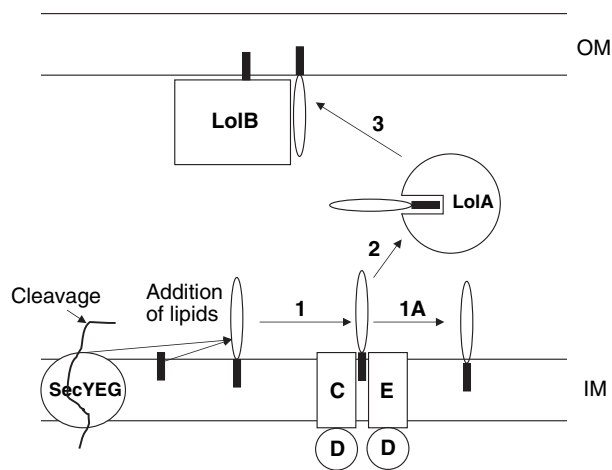 OM
LolB
3
LolA
2
Cleavage
Addition
of lipids
1
1A
SecYEG
C
E
IM
D
D